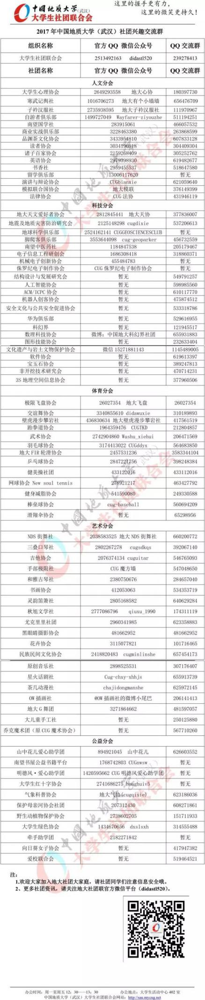 中国地质大学(武汉)
大学生社团联合会
这里的握手更有力,
这里的微笑更持久!
2017 年中国地质大学（武汉）社团兴趣交流群
组织名称 官方 QQ 微信公众号 QQ 交流群
大学生社团联合会 2513492163 didastl520 239278413
社团名称 官方 QQ 微信公众号 QQ 交流群
人文分会
大学生心理协会 2649293558 地大心协 180397730
寒武记舆社 1016706273 地大有个小墙墙 656476709
子衿汉服社 2735938595 地大子衿汉服社 111970967
自游者俱乐部 1499727049 Wayfarer-ziyouzhe 511194251
南望国学社 283915061 466057532
商业实战俱乐部 3228463380 263868599
品渊茶文化协会 3433954810 607833128
读者协会 3034196918 304409304
诸子百家协会 2159268409 305252762
英语协会 2979398930 619482677
书香社 2959455537 518647580
留学俱乐部 13006117620 暂无
演讲与辩论协会 CUGbianxie 621059640
模拟联合国协会 地大模联 376149399
法律协会 CUG 法协 431946119
科技分会
地大天文爱好者协会 2812845441 地大天协 377836007
地震及地质灾害防治研究会 2125148298 cugdixie 537206613
地球科学俱乐部 2524162141 CUGGEOSCIENCESCLUB 暂无
脚爬客俱乐部 3553644098 cug-geoparker 456732559
南望中医药社 1184847538 205179467
电子信息工程研创会 1686308418 318860371
机械电子创新协会 455484783 暂无
侏罗纪电子制作协会 CUG 侏罗纪电子制作协会 暂无
结构设计与发展研究会 暂无 549791257
人工智能协会 暂无 598985560
ACM/ICPC 协会 暂无 610117770
机器人创客协会 暂无 475874512
安全文化与公共安全促进协会 暂无 533318786
华为俱乐部 暂无 529616955
科幻界 暂无 121945517
数理科技协会 微博：中国地大科幻界社团 655931883
图形技能协会 暂无 232633404
文化遗产与岩土文物保护协会 微信 15271881143 1145489005
软件协会 暂无 619613397
宝玉石协会 暂无 389247813
非开挖技术研究会 暂无 470714231
3S 地理空间信息协会 暂无 377960506
体育分会
极限飞盘协会 26027354 地大飞盘 26027354
交谊舞协会 3340855610 didawuxie 310189893
壁虎漫步攀岩社 436830634 地大壁虎漫步攀岩社 417561519
跆拳道协会 1964359476 CUGTKD 212804857
武术协会 2742904860 Wushu_xiehui 206471569
羽毛球协会 3174413022 CUGddyx 564683850
地大 FIR 轮滑协会 2457531236 3583344104
乒乓球协会 2847221756 398248384
健美操社团 433122016 433112016
网球协会 New soul tennis 278921217 463427792
健身减脂协会 541590080 249330588
棒垒球协会 cug-baseball 560694209
滑翔伞协会 暂无 65298956
艺术分会
NDS 街舞社 2038583525 地大 NDS 街舞社 660200772
三叠口琴社 2802267278 cugsdkqs 392067140
吉他协会 2076374134 cuguitar 546765093
手部极限社 CUG 魔方墙 547048650
和雅古琴社 2380750676 284657040
书画协会 412053063 534353719
灵韵笛箫社 2805168582 640629284
秋旭文学社 2777086796 qiuxu_1990 174311119
尤克里里社团 2960341985 623358883
黑眼睛摄影协会 481662952 481662952
花卉协会 3115077821 101716465
民族民间文化协会 2418820483 cugminlinshe 657454173
原创音乐社 2898525531 307176407
星火话剧社 Cug-chxy-xhhjs 655913739
茶几动漫社 chajidongmanshe 625972145
OW 插画社 @OW 插画社的微博小尾巴 206141413
地大 G 舞团 3271864662 481597057
大儿童手工社 暂无 250125880
乔克魔术团（原 CUG 魔术协会） 暂无 567710260
公益分会
山中花儿爱心助学团 894921045 山中花儿 626603552
南望书屋公益书籍平台 1768742803 CUGnwsw 暂无
明德风·爱心助学团 1420595662 CUG 明德风爱心助学团 暂无
大学生红十字协会 2741686275 honghuiv5 暂无
气象科普协会 地大气协(cugqixie) 623186036
保护母亲河协会社团 207312430 608271861
野生动植物保护协会 2738602705 151711933
大学生绿色协会 1434670656 dxslsxh 314555488
牵手助学团 2182271842 暂无
向日葵女子协会 暂无 417947382
爱校联合会 暂无 519464521
注：
1.欢迎大家加入地大社团大家庭，请社团同学们注意信息安全哦。
2、更多社团资讯，请关注地大社团联官方微信平台（didastl520）。
办公时间：周一至周五 12：30——13：30 办公地点：大学生活动中心 402 室
中国地质大学（武汉）大学生社团联合会网站：http://sau.mycug.net